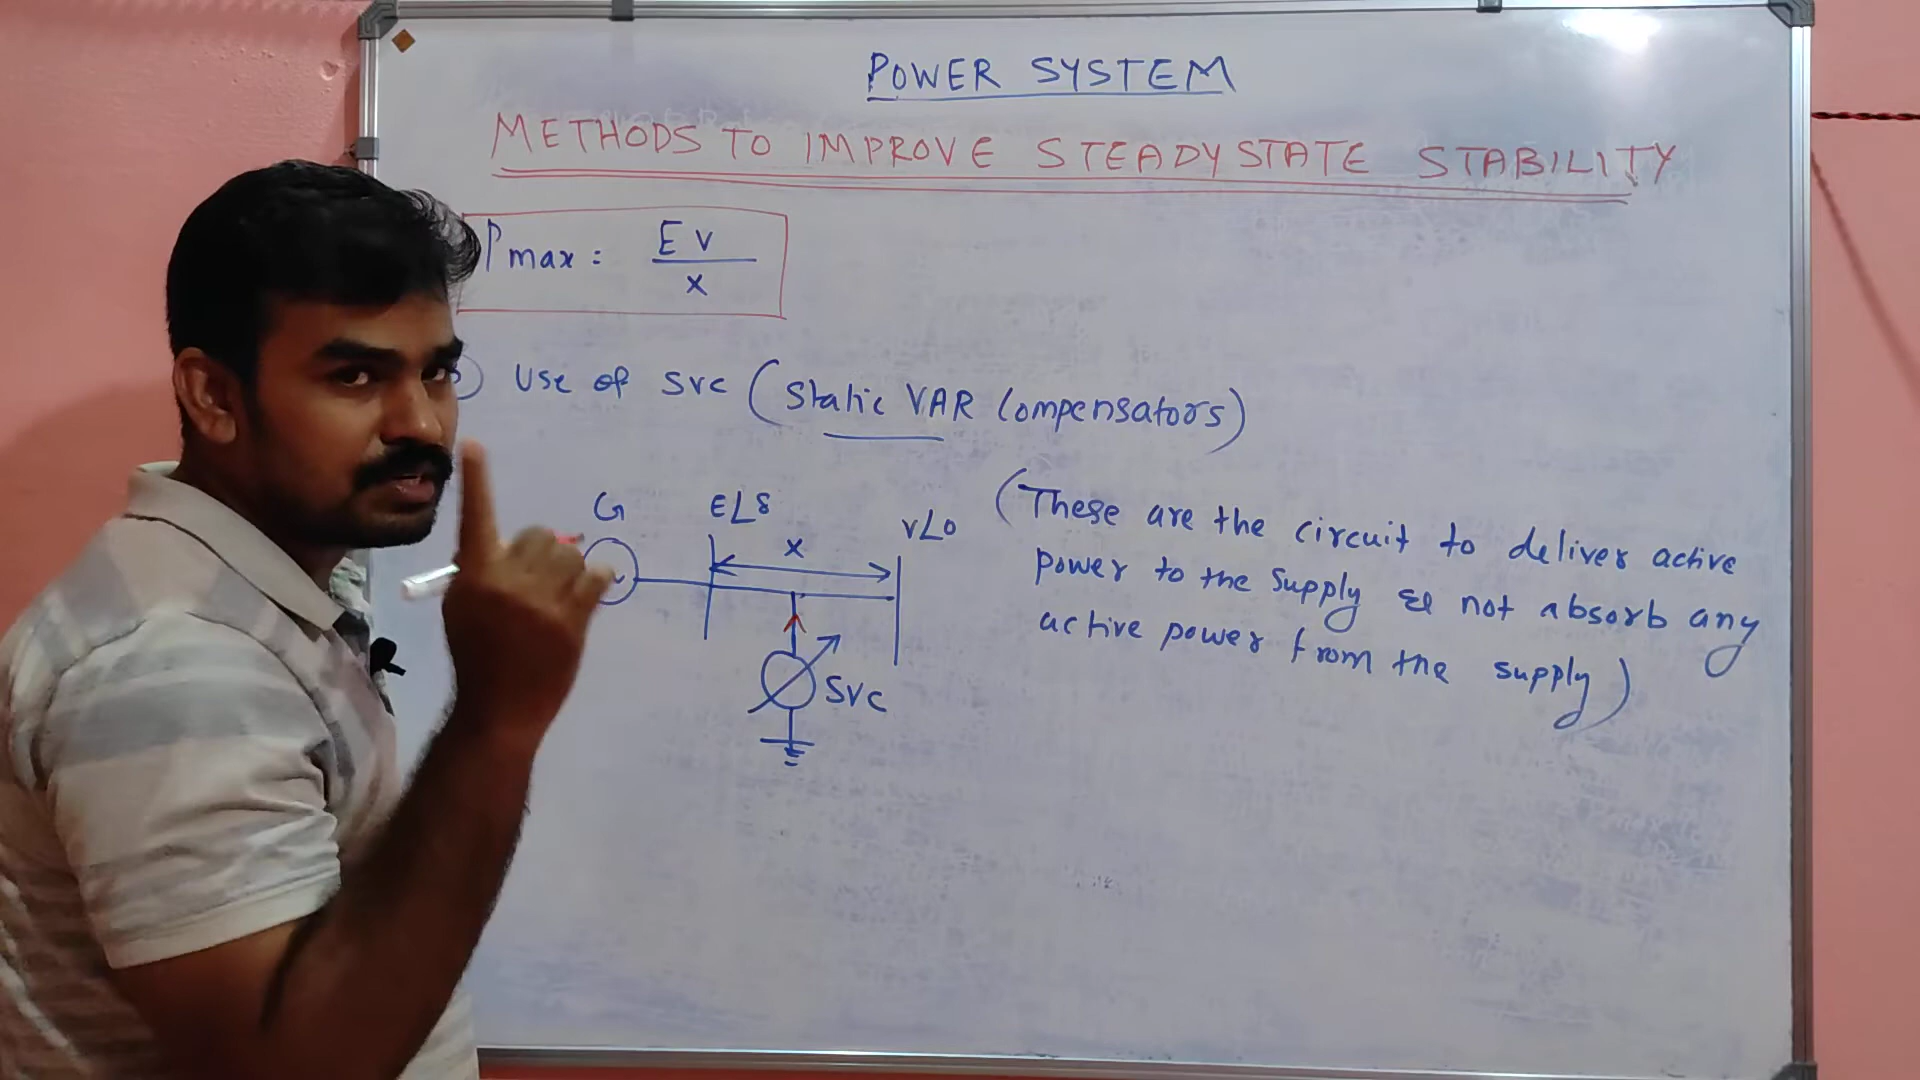 POWER SYSTEM
METHODS TO IMPROVE STEADY STATE STABILITY
Pmax = EV
x
Use of SVC (Static VAR Compensators)
G
E∠δ
V∠0
x
SVC
(These are the circuit to deliver active
power to the supply & not absorb any
active power from the supply)